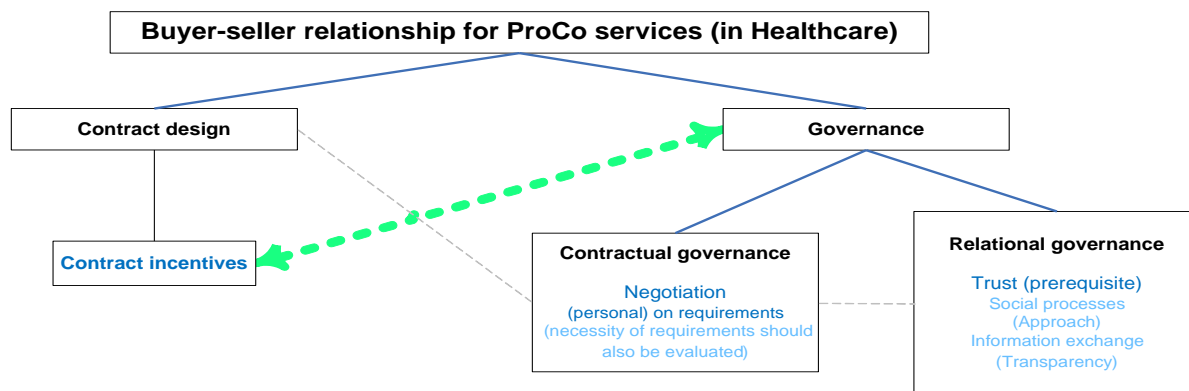 Buyer-seller relationship for ProCo services (in Healthcare)
Contract design
Governance
Contract incentives
Contractual governance
Negotiation
(personal) on requirements
(necessity of requirements should
also be evaluated)
Relational governance
Trust (prerequisite)
Social processes
(Approach)
Information exchange
(Transparency)